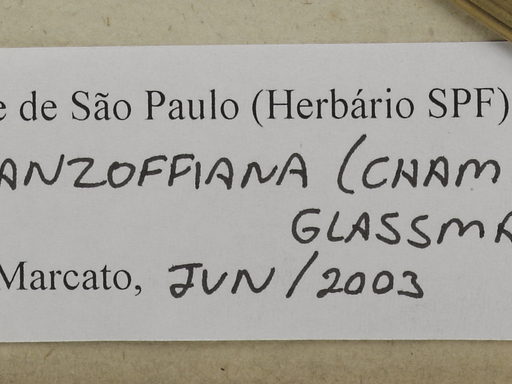 e de São Paulo (Herbário SPF)
ANZOFFIANA (CHAM
GLASSMA
Marcato, JUN/2003